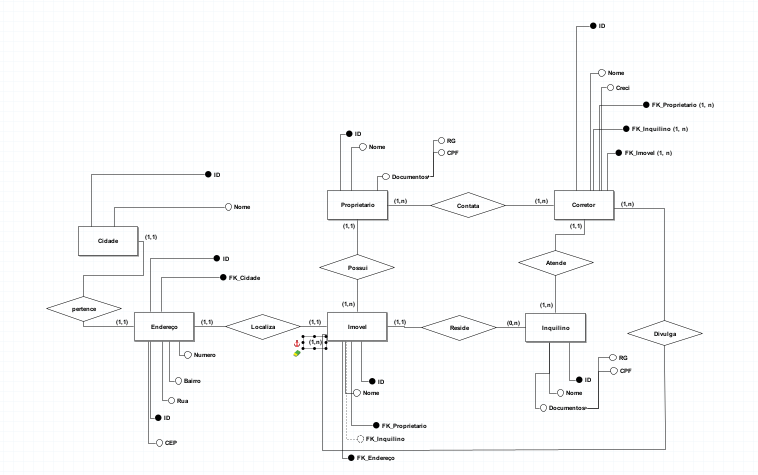 ID
Nome
Creci
FK_Proprietario (1, n)
FK_Inquilino (1, n)
FK_Imovel (1, n)
ID
Nome
RG
CPF
Documentos
ID
Nome
Proprietario
(1,n)
Contata
(1,n)
Corretor
(1,n)
Cidade
(1,1)
(1,1)
(1,1)
ID
FK_Cidade
Possui
Atende
pertence
(1,n)
(1,n)
(1,1)
Endereço
(1,1)
Localiza
(1,1)
Imovel
(1,1)
Reside
(0,n)
Inquilino
Divulga
(1,n)
Numero
Bairro
Rua
ID
CEP
ID
Nome
FK_Proprietario
FK_Inquilino
FK_Endereço
RG
CPF
ID
Nome
Documentos